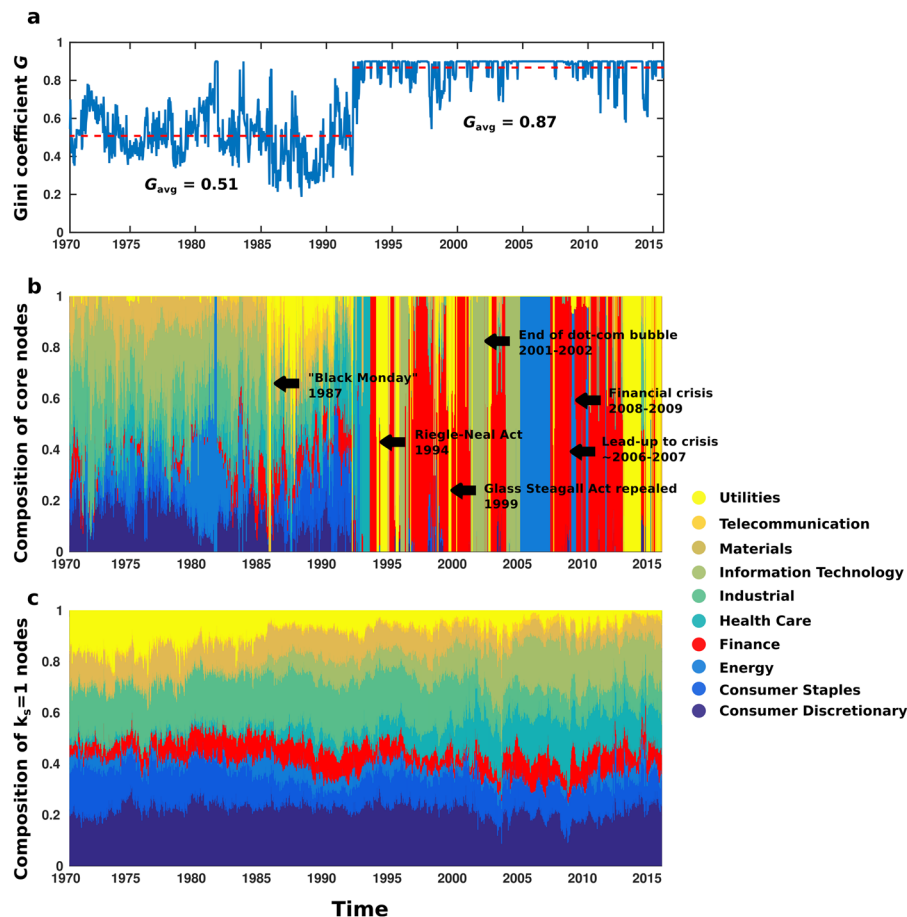 a
Gini coefficient G
1
0.8
0.6
0.4
0.2
0
G_avg = 0.51
G_avg = 0.87
1970 1975 1980 1985 1990 1995 2000 2005 2010 2015
b
Composition of core nodes
1
0.8
0.6
0.4
0.2
0
End of dot-com bubble
2001-2002
"Black Monday"
1987
Financial crisis
2008-2009
Riegle-Neal Act
1994
Lead-up to crisis
~2006-2007
Glass Steagall Act repealed
1999
1970 1975 1980 1985 1990 1995 2000 2005 2010 2015
Utilities
Telecommunication
Materials
Information Technology
Industrial
Health Care
Finance
Energy
Consumer Staples
Consumer Discretionary
c
Composition of k_s=1 nodes
1
0.8
0.6
0.4
0.2
0
1970 1975 1980 1985 1990 1995 2000 2005 2010 2015
Time